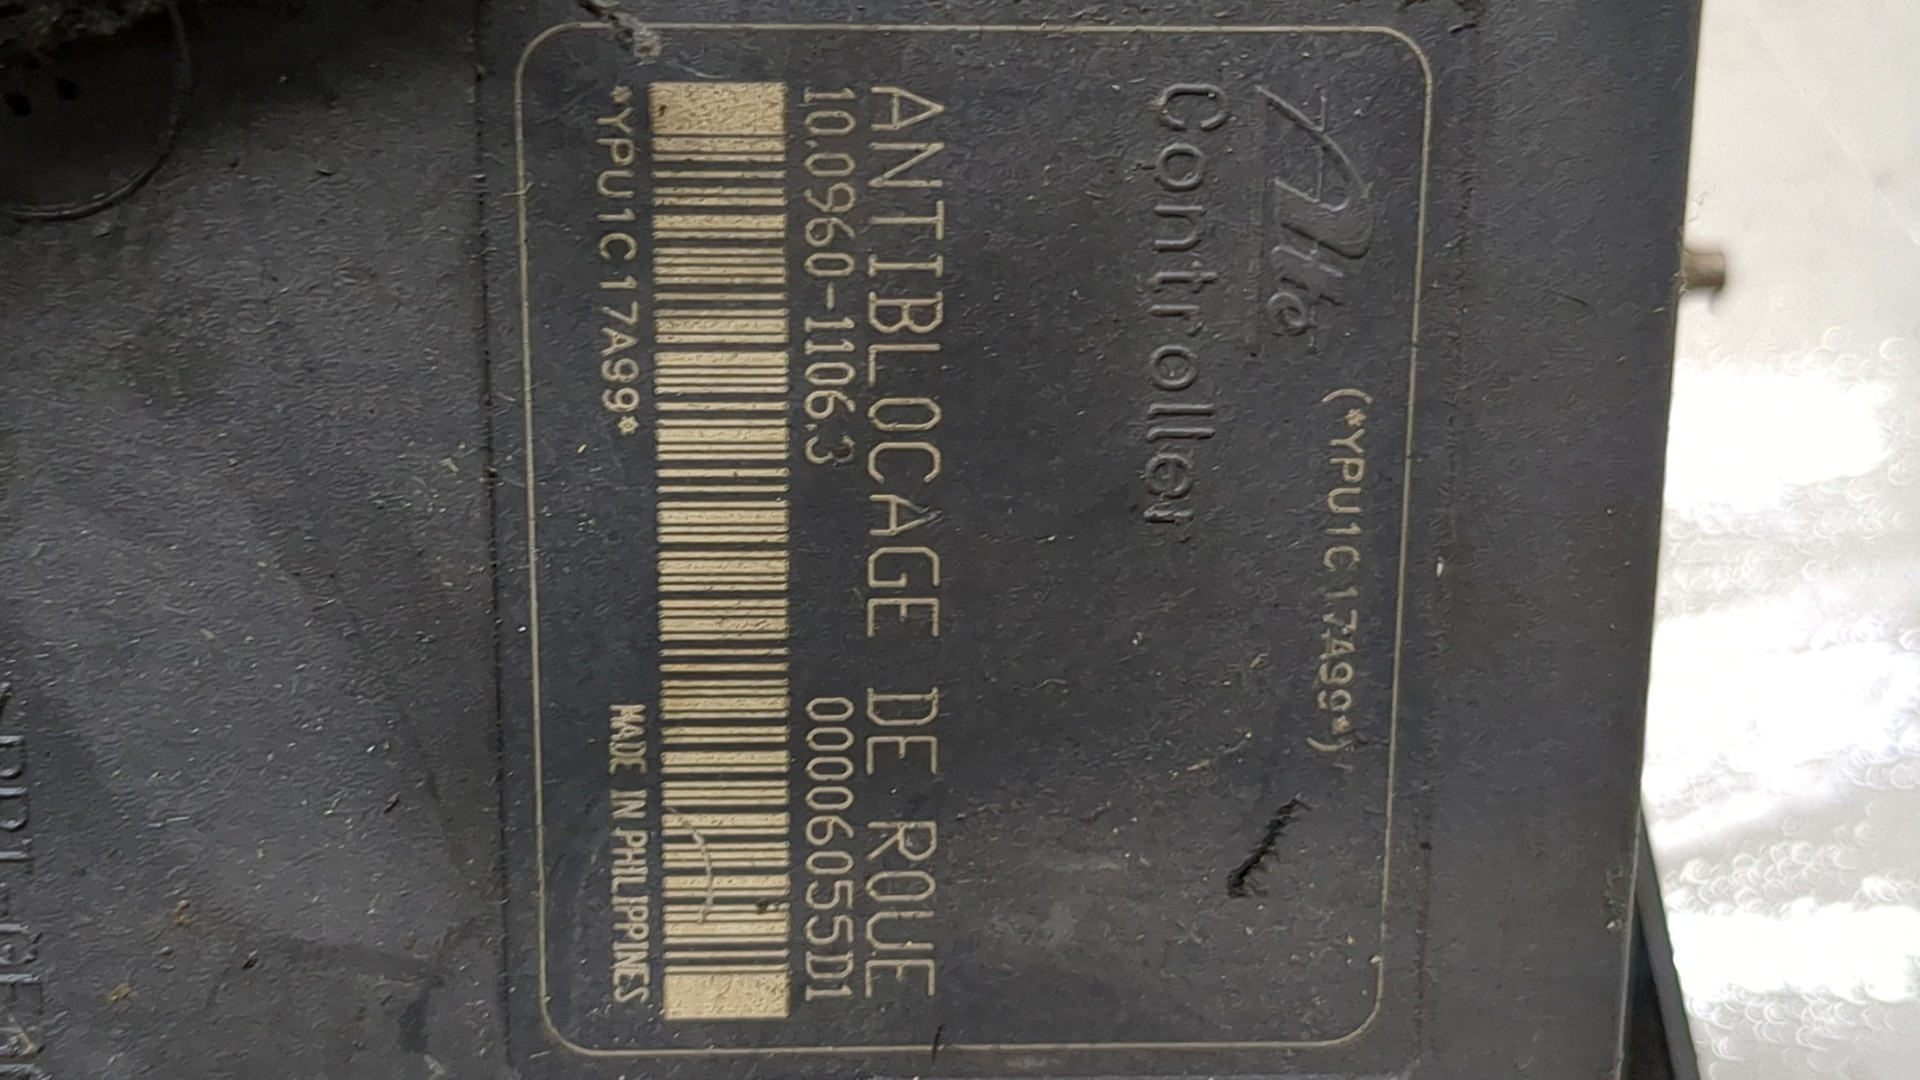 (*YPU1C17A99*)
Ate
Controller
ANTIBLOCAGE DE ROUE
10.0960-1106.3 00006055D1
*YPU1C17A99*
MADE IN PHILIPPINES